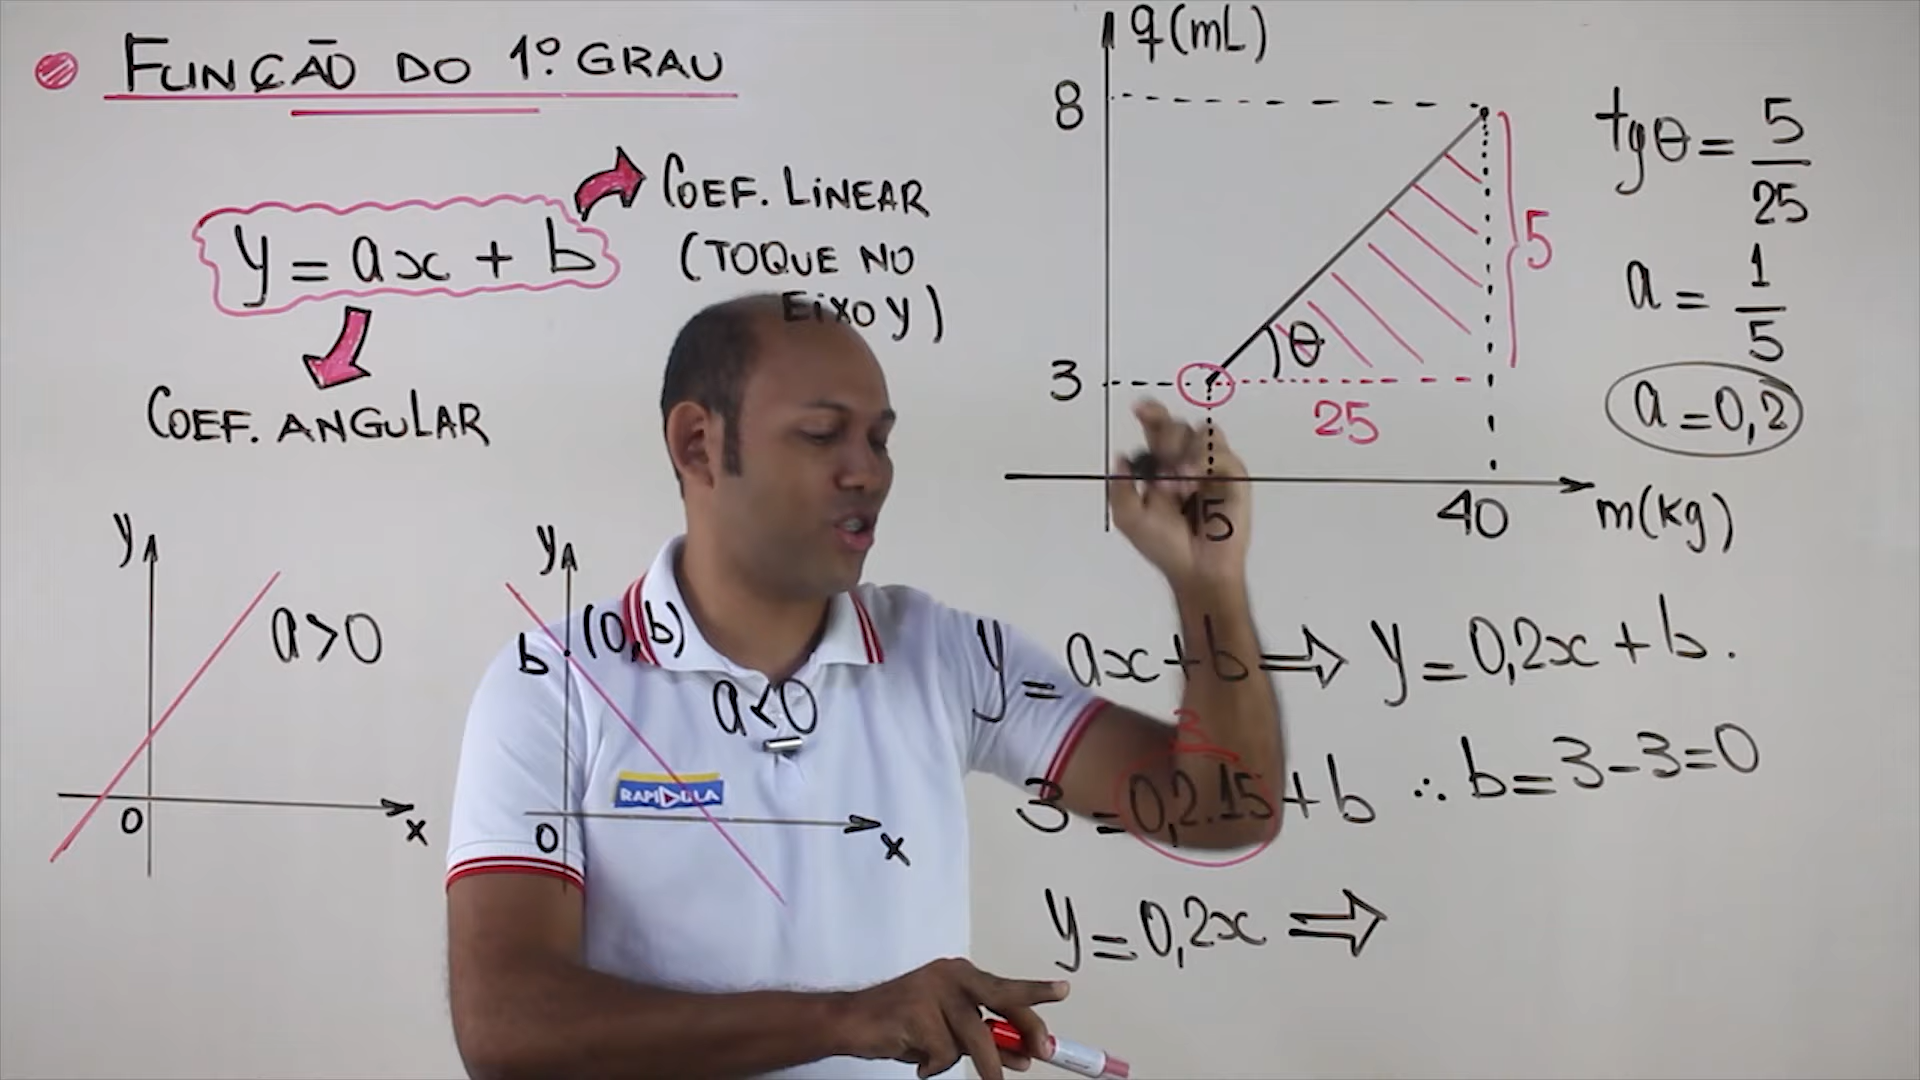 FUNÇÃO DO 1º GRAU
y = ax + b
COEF. LINEAR
(TOQUE NO
EIXO Y)
COEF. ANGULAR
y
a>0
0
x
y
b
(0,b)
a<0
0
x
RAPIDOLA
q(mL)
8
3
θ
25
5
15
40
m(kg)
tgθ = 5/25
a = 1/5
a = 0,2
y = ax + b ⇒ y = 0,2x + b.
3
3 = 0,2.15 + b ∴ b = 3 - 3 = 0
y = 0,2x ⇒